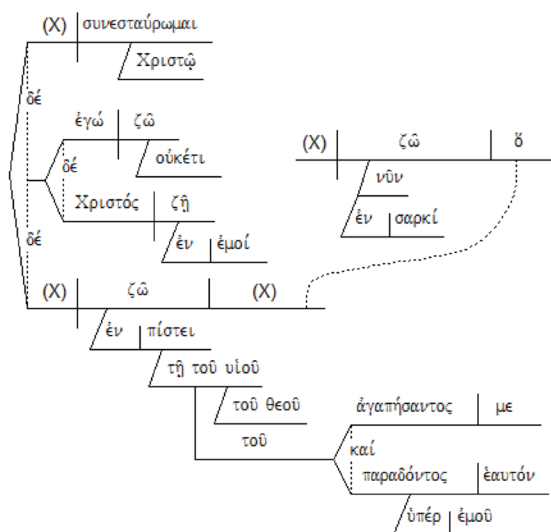 (X) συνεσταύρωμαι
Χριστῷ
δέ
ἐγώ ζῶ
οὐκέτι
δέ
Χριστός ζῇ
ἐν ἐμοί
δέ
(X) ζῶ ὅ
νῦν
ἐν σαρκί
(X) ζῶ (X)
ἐν πίστει
τῇ τοῦ υἱοῦ
τοῦ θεοῦ
τοῦ
ἀγαπήσαντος με
καί
παραδόντος ἑαυτόν
ὑπέρ ἐμοῦ